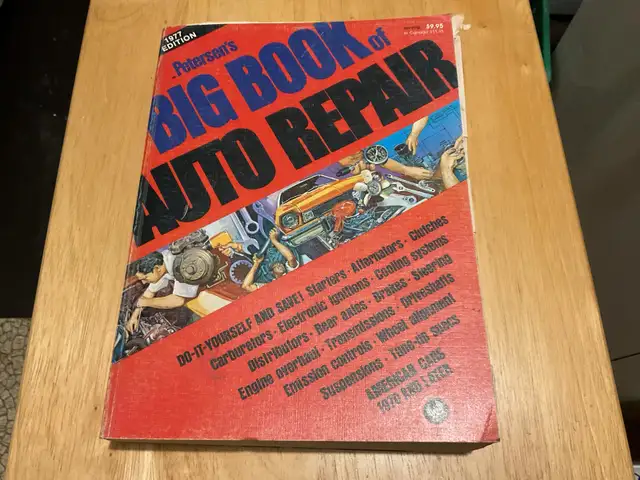 1977
EDITION
$9.95
Petersen's
BIG BOOK of
AUTO REPAIR
DO-IT-YOURSELF AND SAVE! Starters · Alternators · Clutches
Carburetors · Electronic ignitions · Cooling systems
Distributors · Rear axles · Brakes · Steering
Engine overhaul · Transmissions · Driveshafts
Emission controls · Wheel alignment
Suspensions · Tune-up Specs
AMERICAN CARS
1970 AND LATER